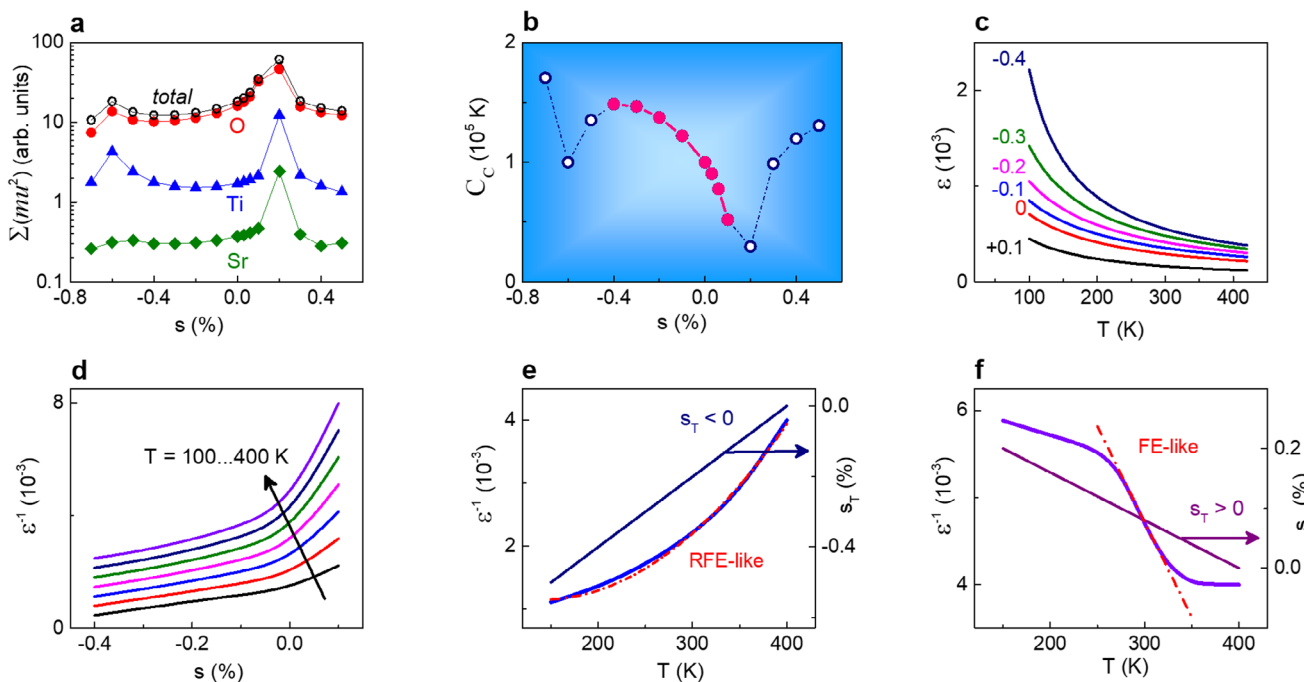 a
Σ(mu²) (arb. units)
100
10
1
0.1
total
O
Ti
Sr
-0.8
-0.4
0.0
0.4
s (%)
b
C_C (10⁵ K)
2
1
0
-0.8
-0.4
0.0
0.4
s (%)
c
ε (10³)
2
0
-0.4
-0.3
-0.2
-0.1
0
+0.1
100
200
300
400
T (K)
d
ε⁻¹ (10⁻³)
8
0
T = 100...400 K
-0.4
-0.2
0.0
s (%)
e
ε⁻¹ (10⁻³)
4
2
s_T < 0
RFE-like
0.0
-0.4
s_T (%)
200
300
400
T (K)
f
ε⁻¹ (10⁻³)
6
4
FE-like
s_T > 0
0.2
0.0
200
300
400
T (K)